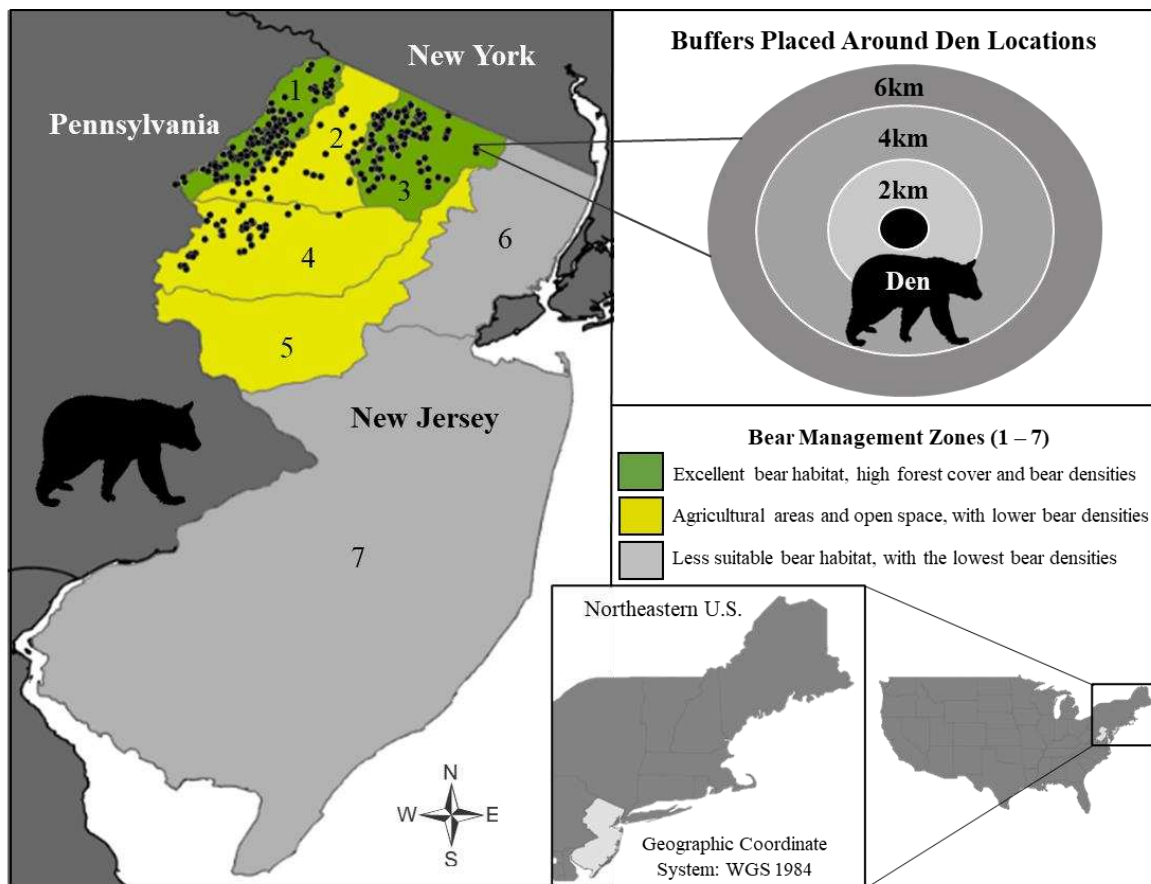 New York
Pennsylvania
1
2
3
4
5
6
7
New Jersey
N
W E
S
Buffers Placed Around Den Locations
6km
4km
2km
Den
Bear Management Zones (1 – 7)
Excellent bear habitat, high forest cover and bear densities
Agricultural areas and open space, with lower bear densities
Less suitable bear habitat, with the lowest bear densities
Northeastern U.S.
Geographic Coordinate
System: WGS 1984